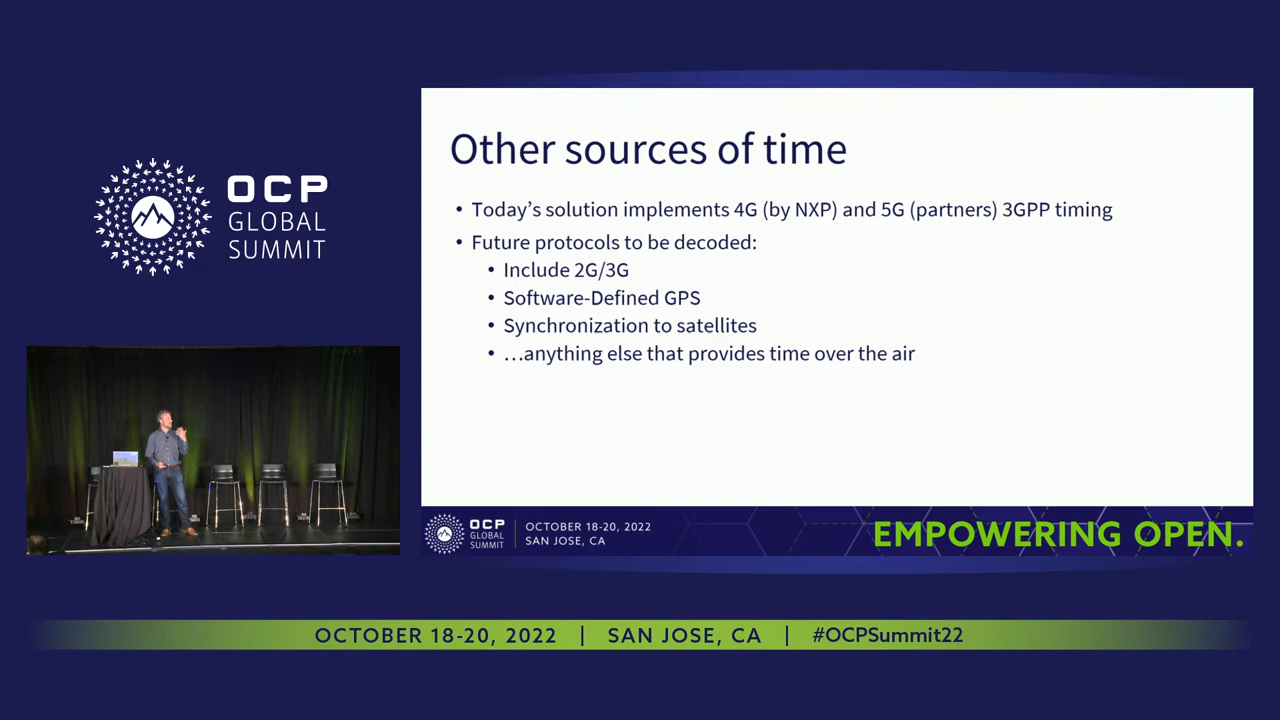 OCP
GLOBAL
SUMMIT
Other sources of time
• Today's solution implements 4G (by NXP) and 5G (partners) 3GPP timing
• Future protocols to be decoded:
• Include 2G/3G
• Software-Defined GPS
• Synchronization to satellites
• …anything else that provides time over the air
OCP
GLOBAL
SUMMIT
OCTOBER 18-20, 2022
SAN JOSE, CA
EMPOWERING OPEN.
OCTOBER 18-20, 2022 | SAN JOSE, CA | #OCPSummit22